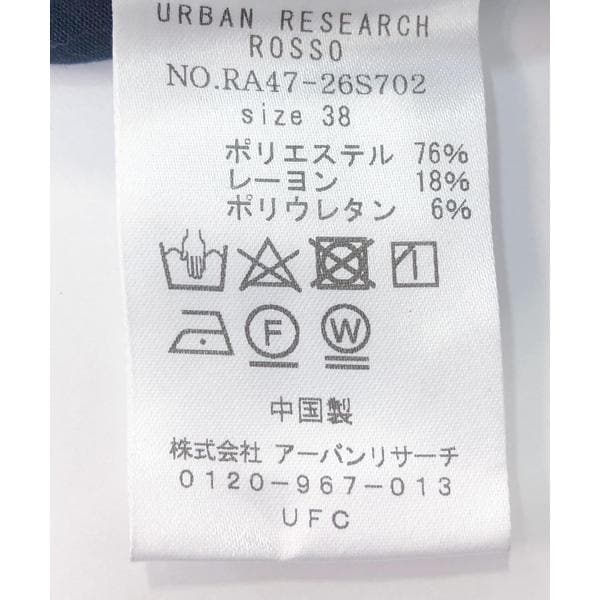 URBAN RESEARCH
ROSSO
NO.RA47-26S702
size 38
ポリエステル 76%
レーヨン 18%
ポリウレタン 6%
F W
中国製
株式会社 アーバンリサーチ
0120-967-013
UFC